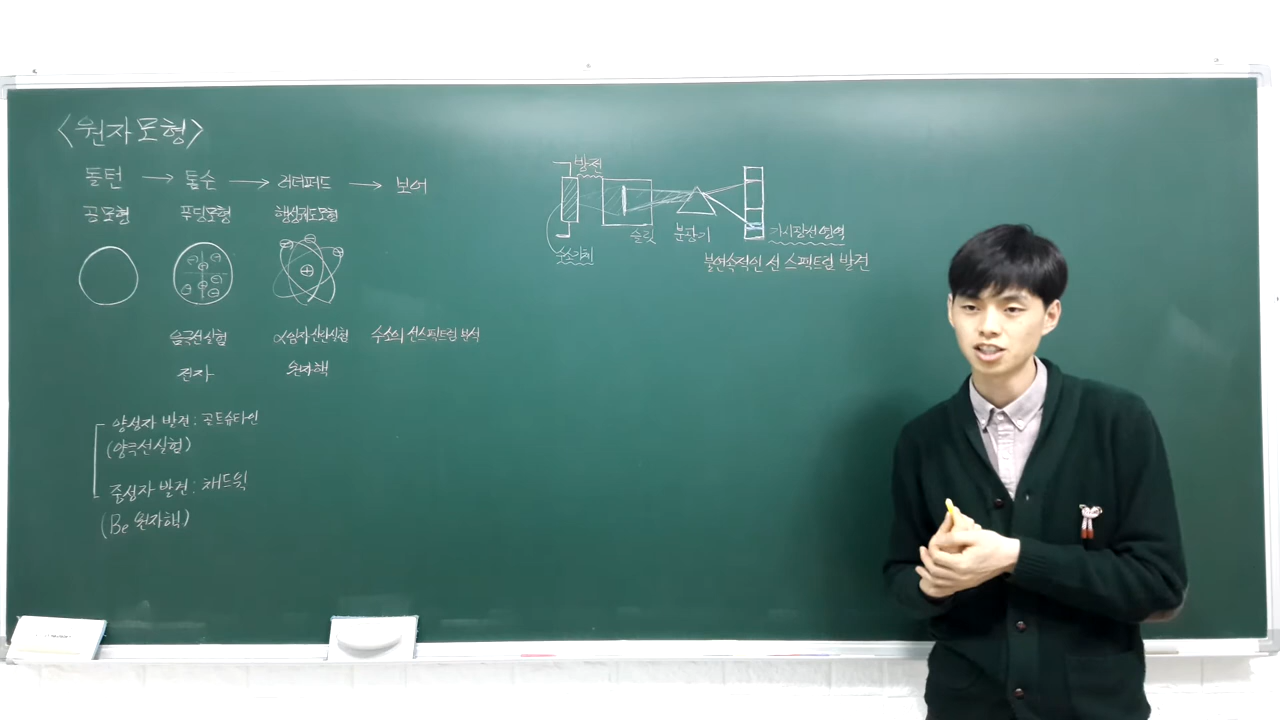 <원자모형>
돌턴 → 톰슨 → 러더퍼드 → 보어
공모형 푸딩모형 행성궤도모형
음극선실험 α입자산란실험 수소의 선스펙트럼 분석
전자 원자핵
양성자 발견 : 골트슈타인
(양극선실험)
중성자 발견 : 채드윅
(Be 원자핵)
방전
수소기체
슬릿
분광기
가시광선영역
불연속적인 선 스펙트럼 발견